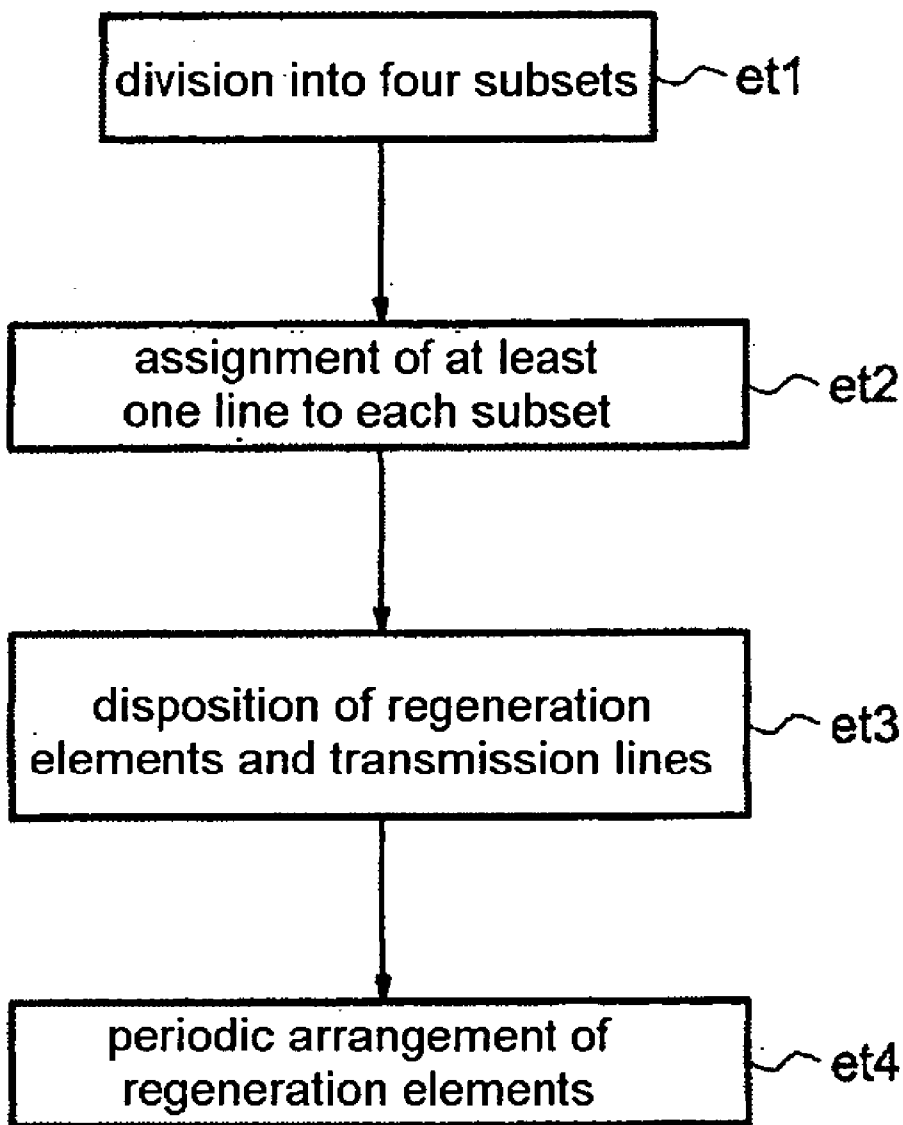 division into four subsets
et1
assignment of at least
one line to each subset
et2
disposition of regeneration
elements and transmission lines
et3
periodic arrangement of
regeneration elements
et4